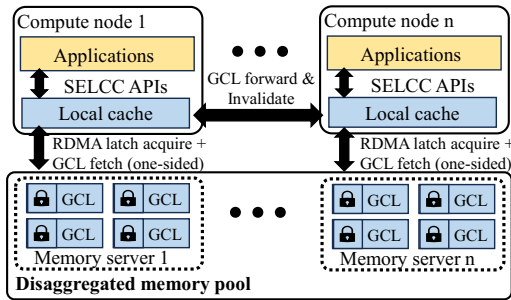 Compute node 1
Compute node n
Applications
Applications
SELCC APIs
GCL forward &
Invalidate
SELCC APIs
Local cache
Local cache
RDMA latch acquire +
GCL fetch (one-sided)
RDMA latch acquire +
GCL fetch (one-sided)
GCL GCL
GCL GCL
Memory server 1
GCL GCL
GCL GCL
Memory server n
Disaggregated memory pool